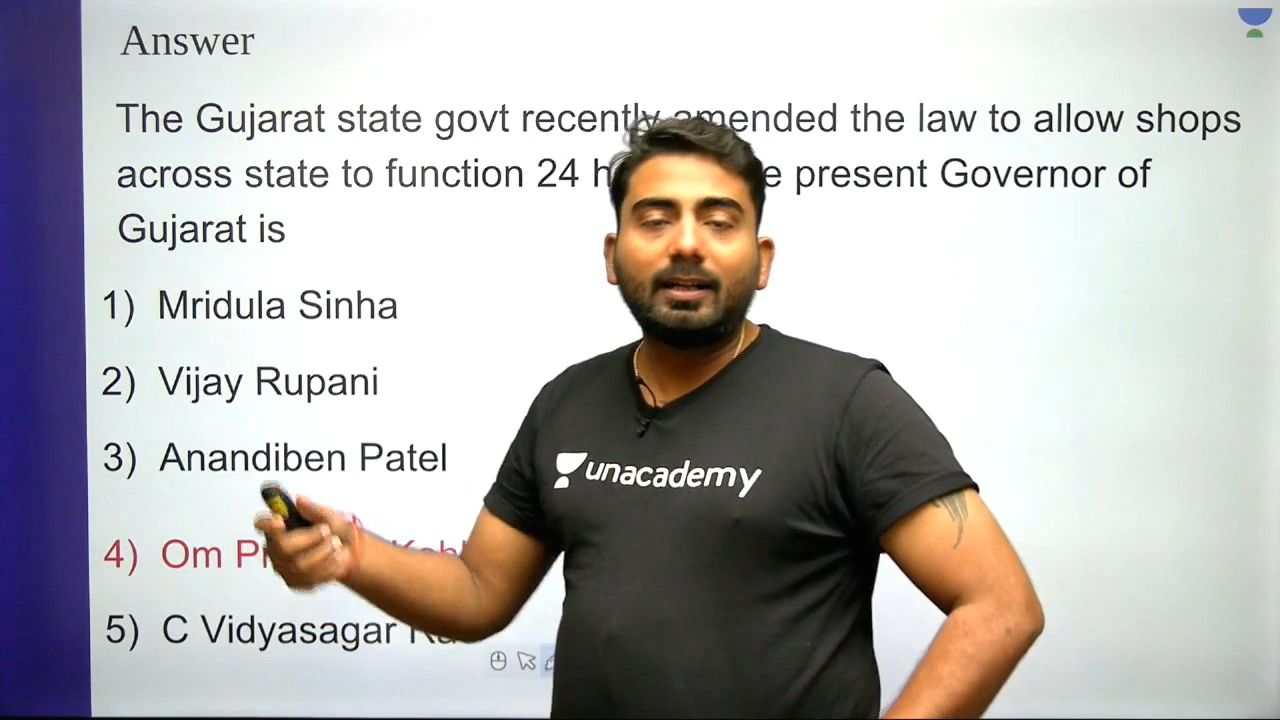 Answer
The Gujarat state govt recently amended the law to allow shops
across state to function 24 present Governor of
Gujarat is
1) Mridula Sinha
2) Vijay Rupani
3) Anandiben Patel
4) Om
5) C Vidyasagar
unacademy